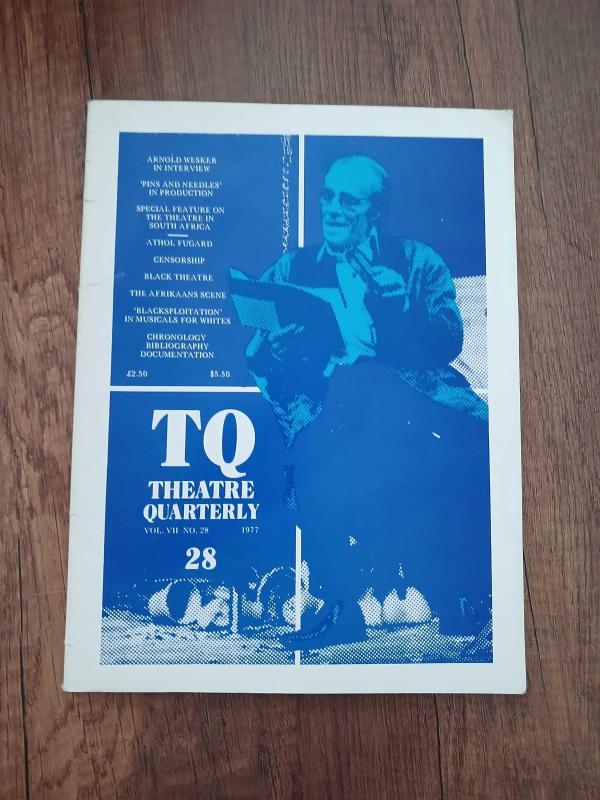 ARNOLD WESKER
IN INTERVIEW
'PINS AND NEEDLES'
IN PRODUCTION
SPECIAL FEATURE ON
THE THEATRE IN
SOUTH AFRICA
ATHOL FUGARD
CENSORSHIP
BLACK THEATRE
THE AFRIKAANS SCENE
'BLACKSPLOITATION'
IN MUSICALS FOR WHITES
CHRONOLOGY
BIBLIOGRAPHY
DOCUMENTATION
£2.50 $5.50
TQ
THEATRE
QUARTERLY
VOL. VII NO. 28 1977
28